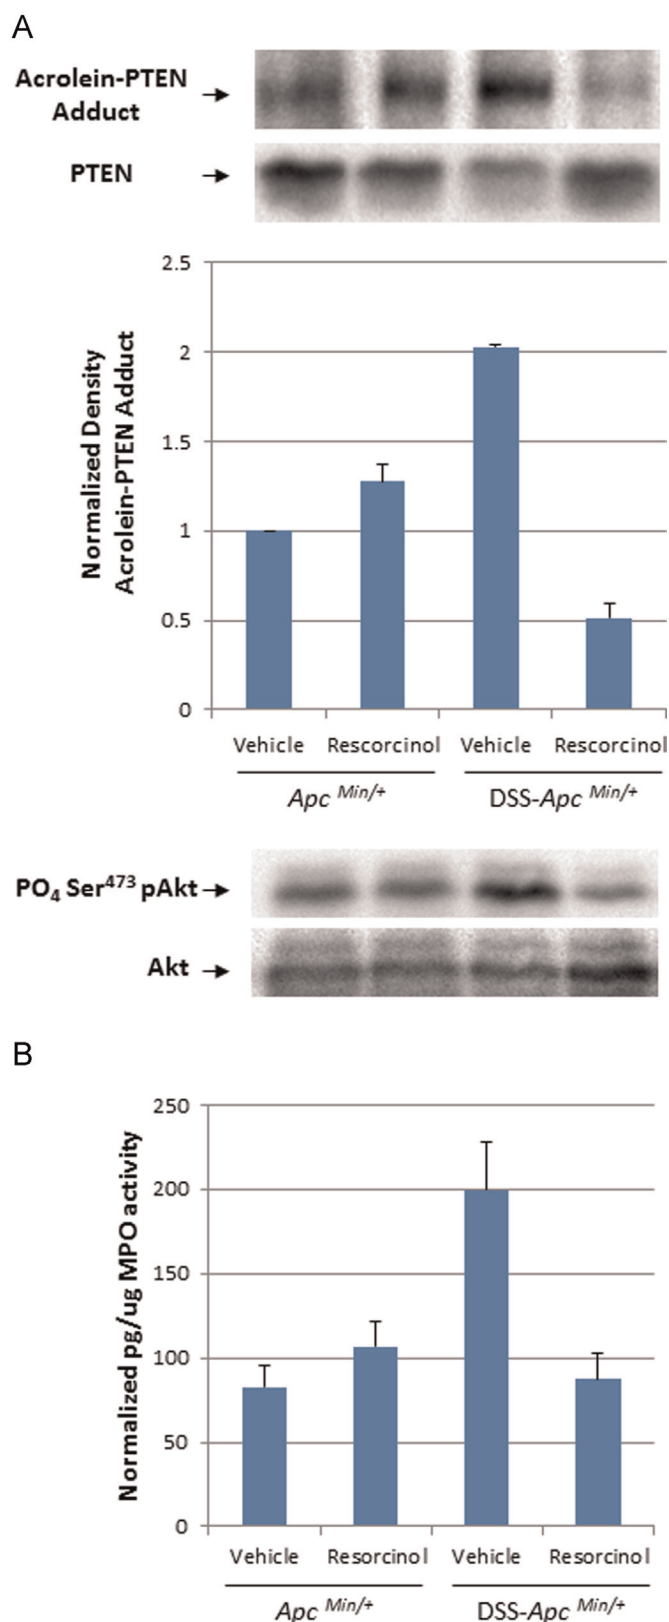 A
Acrolein-PTEN
Adduct
PTEN
Normalized Density
Acrolein-PTEN Adduct
2.5
2
1.5
1
0.5
0
Vehicle Rescorcinol Vehicle Rescorcinol
Apc Min/+ DSS-Apc Min/+
PO4 Ser473 pAkt
Akt
B
Normalized pg/ug MPO activity
250
200
150
100
50
0
Vehicle Resorcinol Vehicle Resorcinol
Apc Min/+ DSS-Apc Min/+